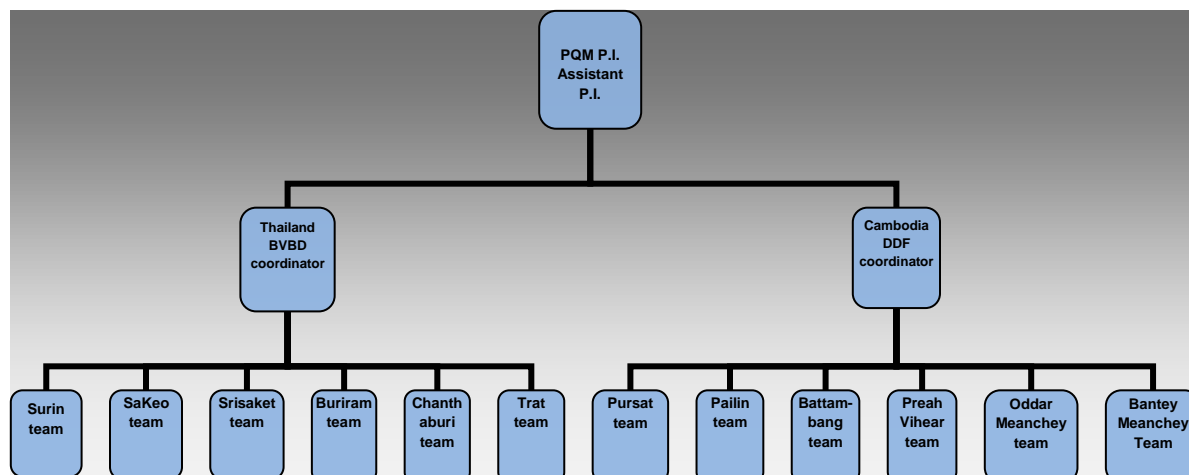 PQM P.I.
Assistant
P.I.
Thailand
BVBD
coordinator
Cambodia
DDF
coordinator
Surin
team
SaKeo
team
Srisaket
team
Buriram
team
Chanth
aburi
team
Trat
team
Pursat
team
Pailin
team
Battam-
bang
team
Preah
Vihear
team
Oddar
Meanchey
team
Bantey
Meanchey
Team